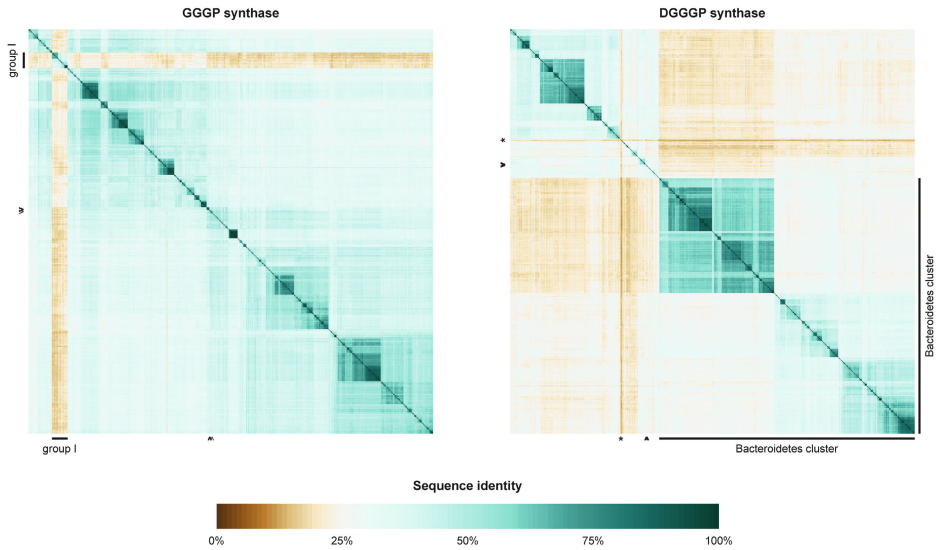 GGGP synthase
DGGGP synthase
group I
*
Bacteroidetes cluster
group I
*
Bacteroidetes cluster
Sequence identity
0%
25%
50%
75%
100%